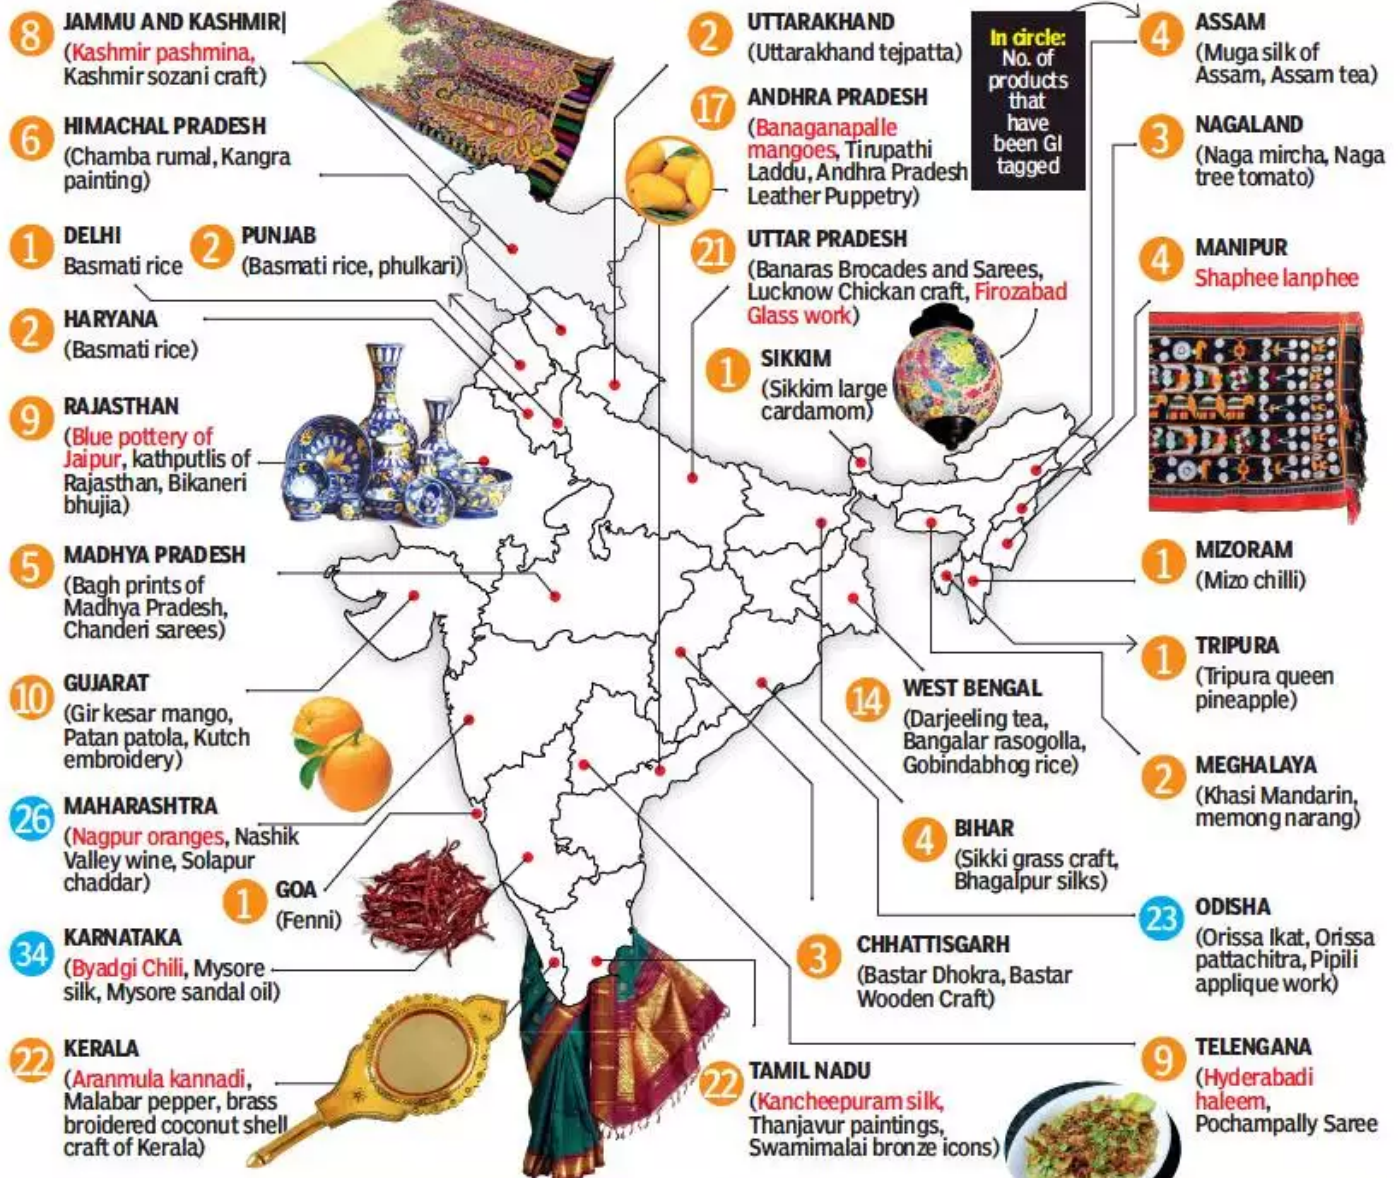 8
JAMMU AND KASHMIR|
(Kashmir pashmina,
Kashmir sozani craft)
6
HIMACHAL PRADESH
(Chamba rumal, Kangra
painting)
1
DELHI
Basmati rice
2
PUNJAB
(Basmati rice, phulkari)
2
HARYANA
(Basmati rice)
9
RAJASTHAN
(Blue pottery of
Jaipur, kathputlis of
Rajasthan, Bikaneri
bhujia)
5
MADHYA PRADESH
(Bagh prints of
Madhya Pradesh,
Chanderi sarees)
10
GUJARAT
(Gir kesar mango,
Patan patola, Kutch
embroidery)
26
MAHARASHTRA
(Nagpur oranges, Nashik
Valley wine, Solapur
chaddar)
1
GOA
(Fenni)
34
KARNATAKA
(Byadgi Chili, Mysore
silk, Mysore sandal oil)
22
KERALA
(Aranmula kannadi,
Malabar pepper, brass
broidered coconut shell
craft of Kerala)
2
UTTARAKHAND
(Uttarakhand tejpatta)
17
ANDHRA PRADESH
(Banaganapalle
mangoes, Tirupathi
Laddu, Andhra Pradesh
Leather Puppetry)
21
UTTAR PRADESH
(Banaras Brocades and Sarees,
Lucknow Chickan craft, Firozabad
Glass work)
1
SIKKIM
(Sikkim large
cardamom)
In circle:
No. of
products
that
have
been GI
tagged
4
ASSAM
(Muga silk of
Assam, Assam tea)
3
NAGALAND
(Naga mircha, Naga
tree tomato)
4
MANIPUR
Shaphee lanphee
1
MIZORAM
(Mizo chilli)
1
TRIPURA
(Tripura queen
pineapple)
2
MEGHALAYA
(Khasi Mandarin,
memong narang)
14
WEST BENGAL
(Darjeeling tea,
Bangalar rasogolla,
Gobindabhog rice)
4
BIHAR
(Sikki grass craft,
Bhagalpur silks)
23
ODISHA
(Orissa Ikat, Orissa
pattachitra, Pipili
applique work)
3
CHHATTISGARH
(Bastar Dhokra, Bastar
Wooden Craft)
9
TELENGANA
(Hyderabadi
haleem,
Pochampally Saree
22
TAMIL NADU
(Kancheepuram silk,
Thanjavur paintings,
Swamimalai bronze icons)